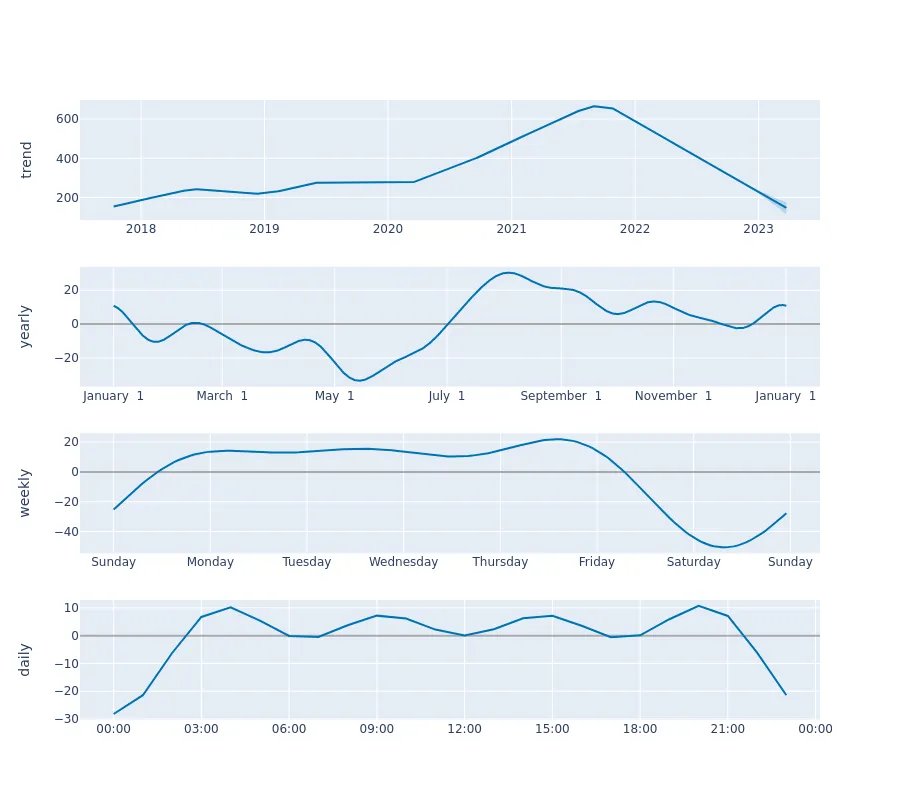 trend
600
400
200
2018 2019 2020 2021 2022 2023
yearly
20
0
−20
January 1 March 1 May 1 July 1 September 1 November 1 January 1
weekly
20
0
−20
−40
Sunday Monday Tuesday Wednesday Thursday Friday Saturday Sunday
daily
10
0
−10
−20
−30
00:00 03:00 06:00 09:00 12:00 15:00 18:00 21:00 00:00